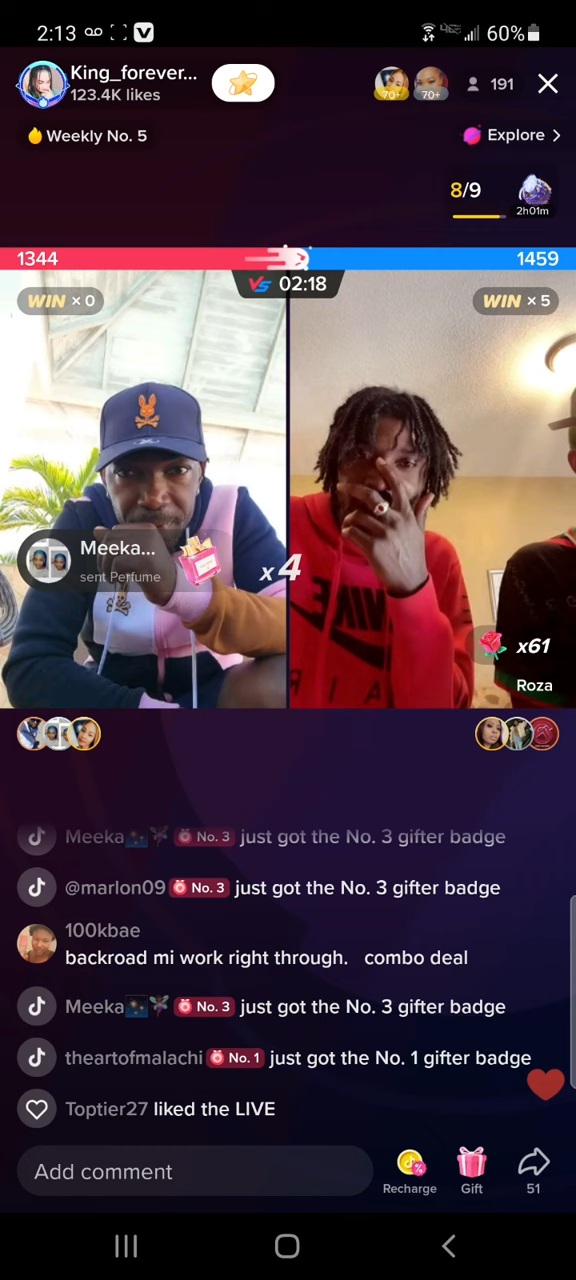 2:13
60%
King_forever...
123.4K likes
70+
70+
191
Weekly No. 5
Explore
8/9
2h01m
1344
1459
VS 02:18
WIN × 0
WIN × 5
Meeka...
sent Perfume
x4
NIKE
AIR
x61
Roza
Meeka No. 3 just got the No. 3 gifter badge
@marlon09 No. 3 just got the No. 3 gifter badge
100kbae
backroad mi work right through. combo deal
Meeka No. 3 just got the No. 3 gifter badge
theartofmalachi No. 1 just got the No. 1 gifter badge
Toptier27 liked the LIVE
Add comment
Recharge
Gift
51